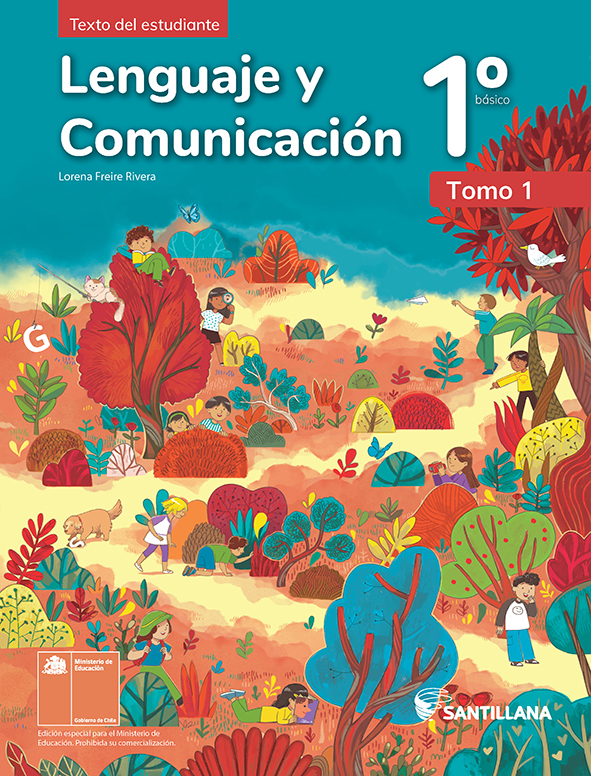 Texto del estudiante
Lenguaje y
Comunicación
1º
básico
Lorena Freire Rivera
Tomo 1
G
Ministerio de
Educación
Gobierno de Chile
SANTILLANA
Edición especial para el Ministerio de
Educación. Prohibida su comercialización.